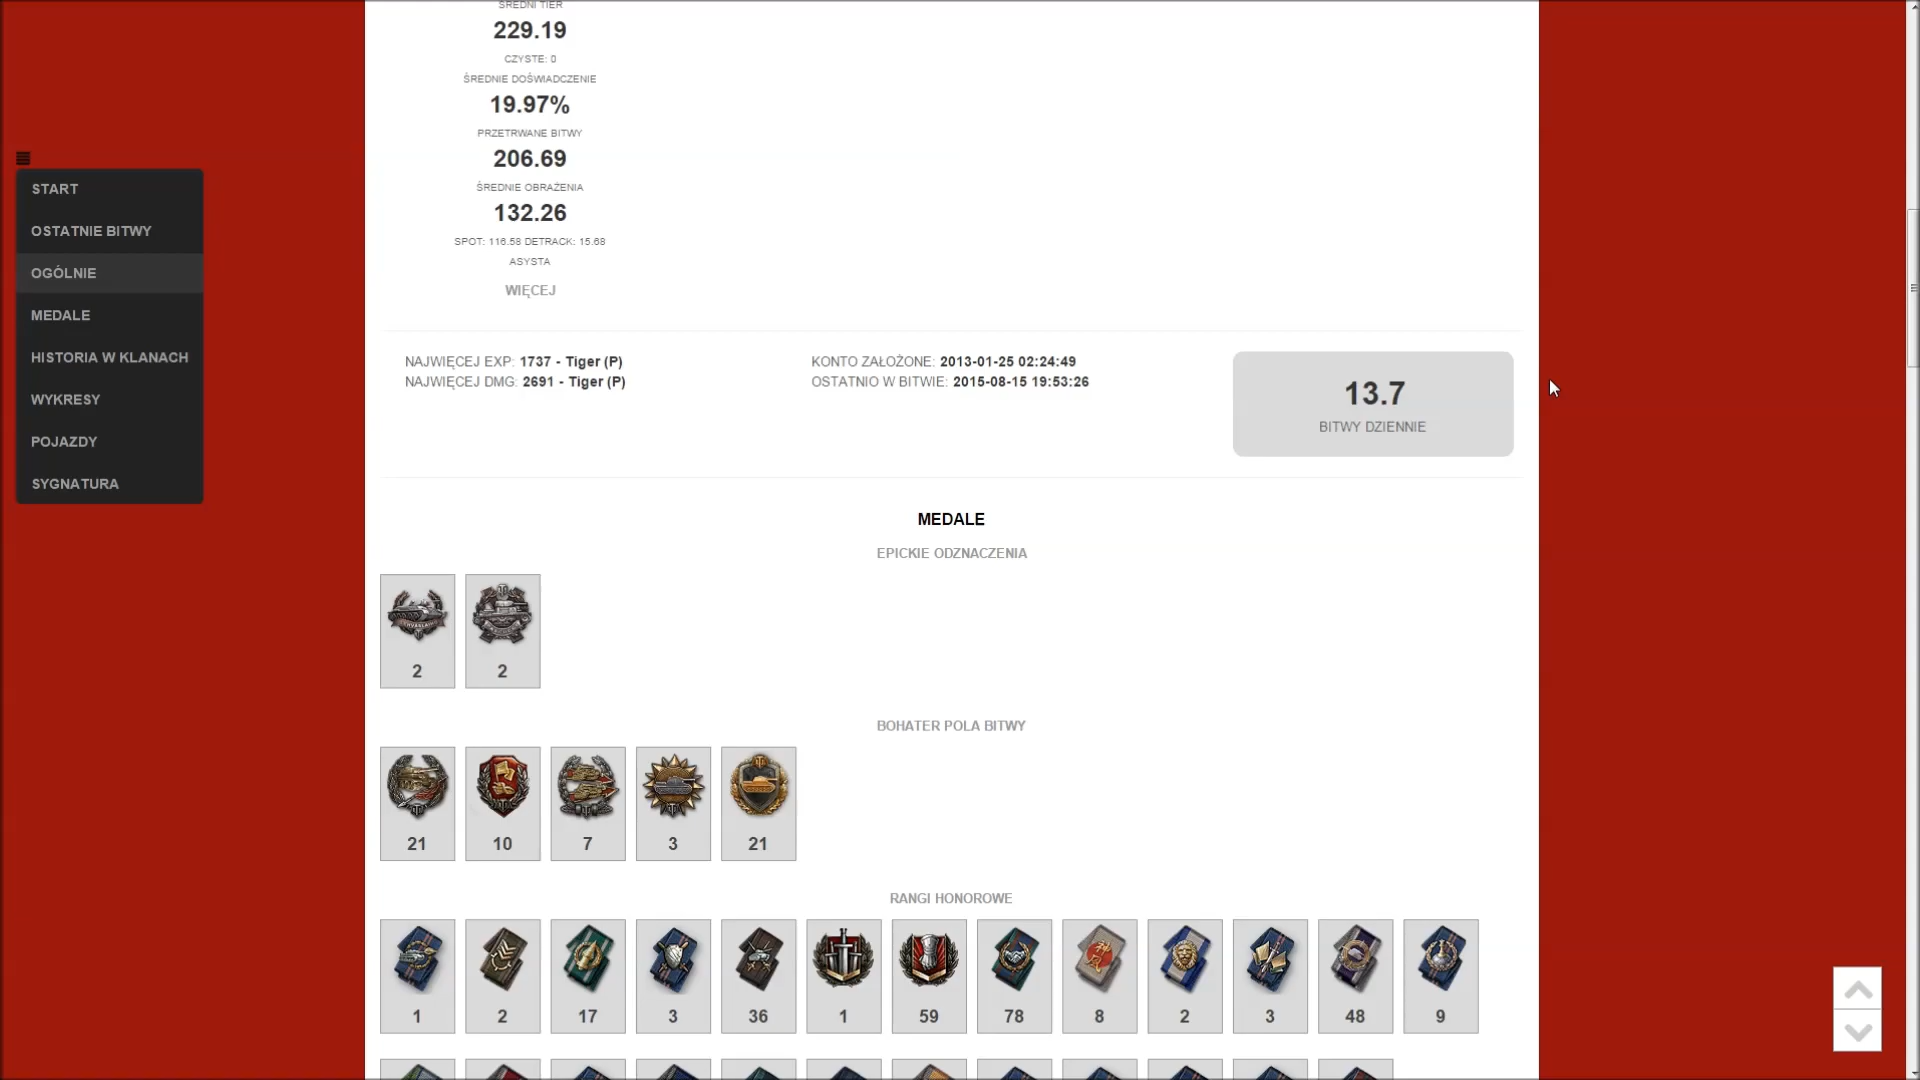 ŚREDNI TIER
229.19
CZYSTE: 0
ŚREDNIE DOŚWIADCZENIE
19.97%
PRZETRWANE BITWY
206.69
ŚREDNIE OBRAŻENIA
132.26
SPOT: 116.58 DETRACK: 15.68
ASYSTA
WIĘCEJ
START
OSTATNIE BITWY
OGÓLNIE
MEDALE
HISTORIA W KLANACH
WYKRESY
POJAZDY
SYGNATURA
NAJWIĘCEJ EXP: 1737 - Tiger (P)
NAJWIĘCEJ DMG: 2691 - Tiger (P)
KONTO ZAŁOŻONE: 2013-01-25 02:24:49
OSTATNIO W BITWIE: 2015-08-15 19:53:26
13.7
BITWY DZIENNIE
MEDALE
EPICKIE ODZNACZENIA
2 2
BOHATER POLA BITWY
21 10 7 3 21
RANGI HONOROWE
1 2 17 3 36 1 59 78 8 2 3 48 9